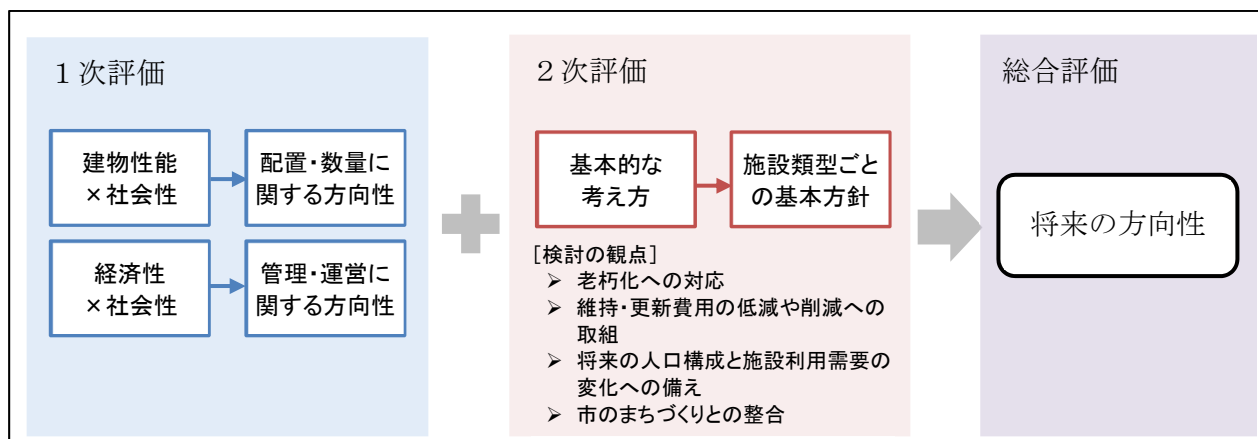 １次評価
建物性能
×社会性
配置・数量に
関する方向性
経済性
×社会性
管理・運営に
関する方向性
２次評価
基本的な
考え方
施設類型ごと
の基本方針
[検討の観点]
➢ 老朽化への対応
➢ 維持・更新費用の低減や削減への
取組
➢ 将来の人口構成と施設利用需要の
変化への備え
➢ 市のまちづくりとの整合
総合評価
将来の方向性